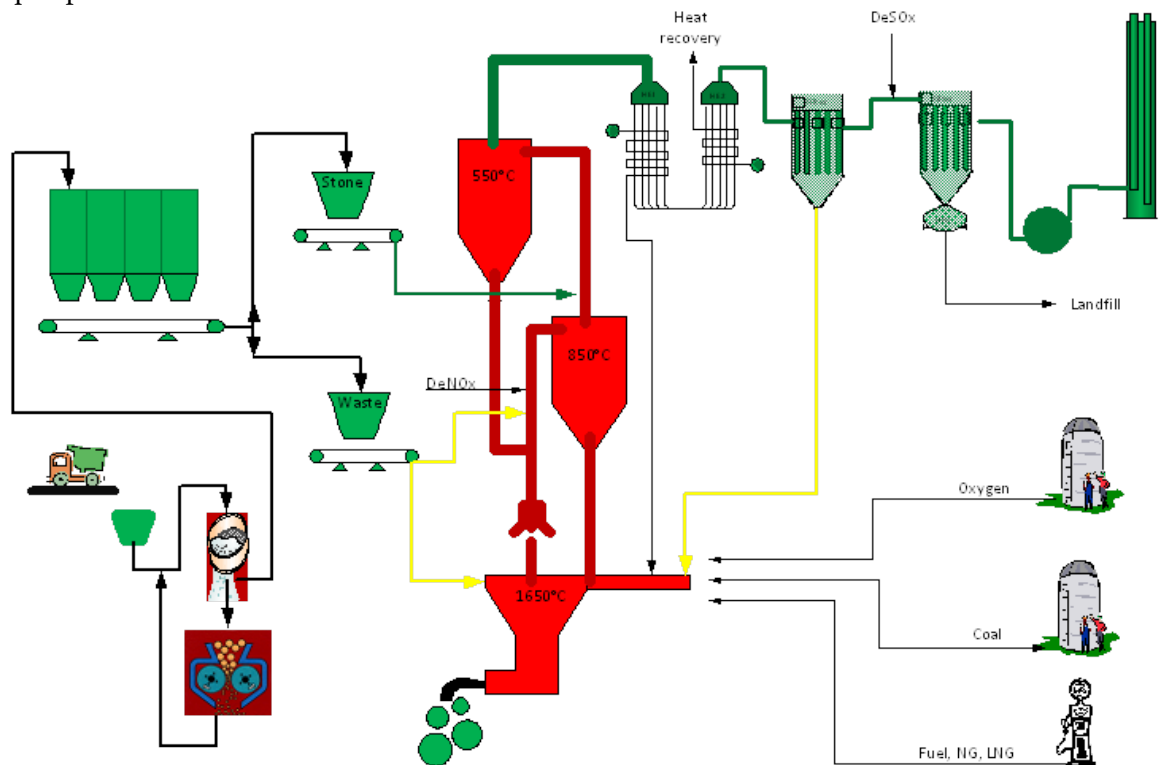 Heat
recovery
DeSOx
550°C
Stone
850°C
Landfill
DeNOx
Waste
Oxygen
1650°C
Coal
Fuel, NG, LNG